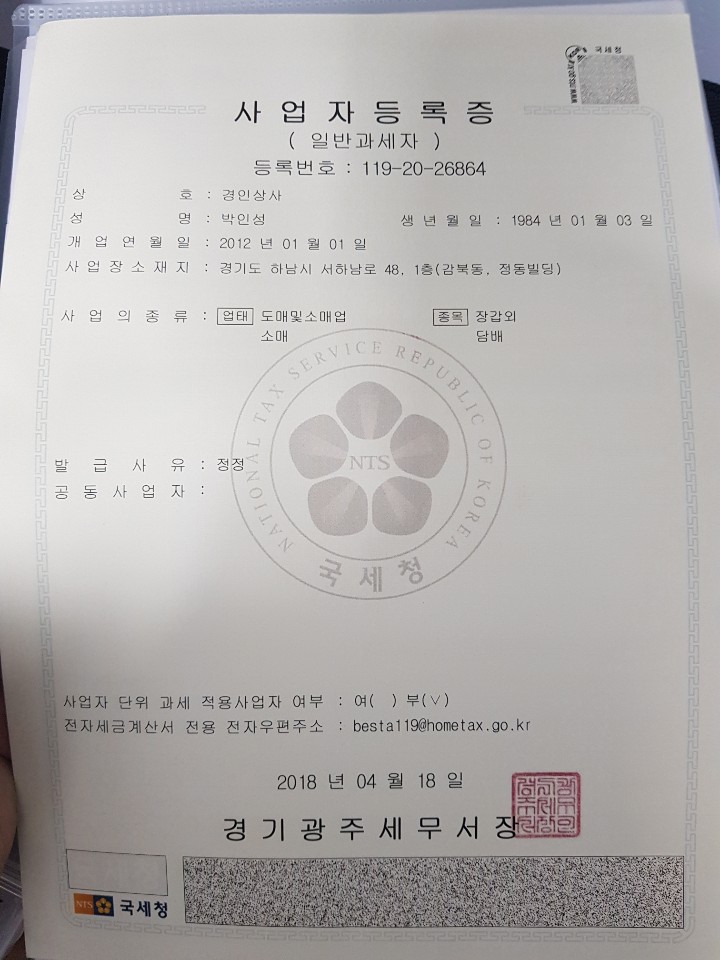 국세청
사업자등록증
( 일반과세자 )
등록번호 : 119-20-26864
상 호 : 경인상사
성 명 : 박인성 생년월일 : 1984 년 01 월 03 일
개업연월일 : 2012 년 01 월 01 일
사업장소재지 : 경기도 하남시 서하남로 48, 1층(감북동, 정동빌딩)
사업의종류 : 업태 도매및소매업 종목 장갑외
소매 담배
NATIONAL TAX SERVICE REPUBLIC OF KOREA
NTS
국세청
발급사유 : 정정
공동사업자 :
사업자 단위 과세 적용사업자 여부 : 여( ) 부(∨)
전자세금계산서 전용 전자우편주소 : besta119@hometax.go.kr
2018 년 04 월 18 일
경기광주세무서장
NTS 국세청